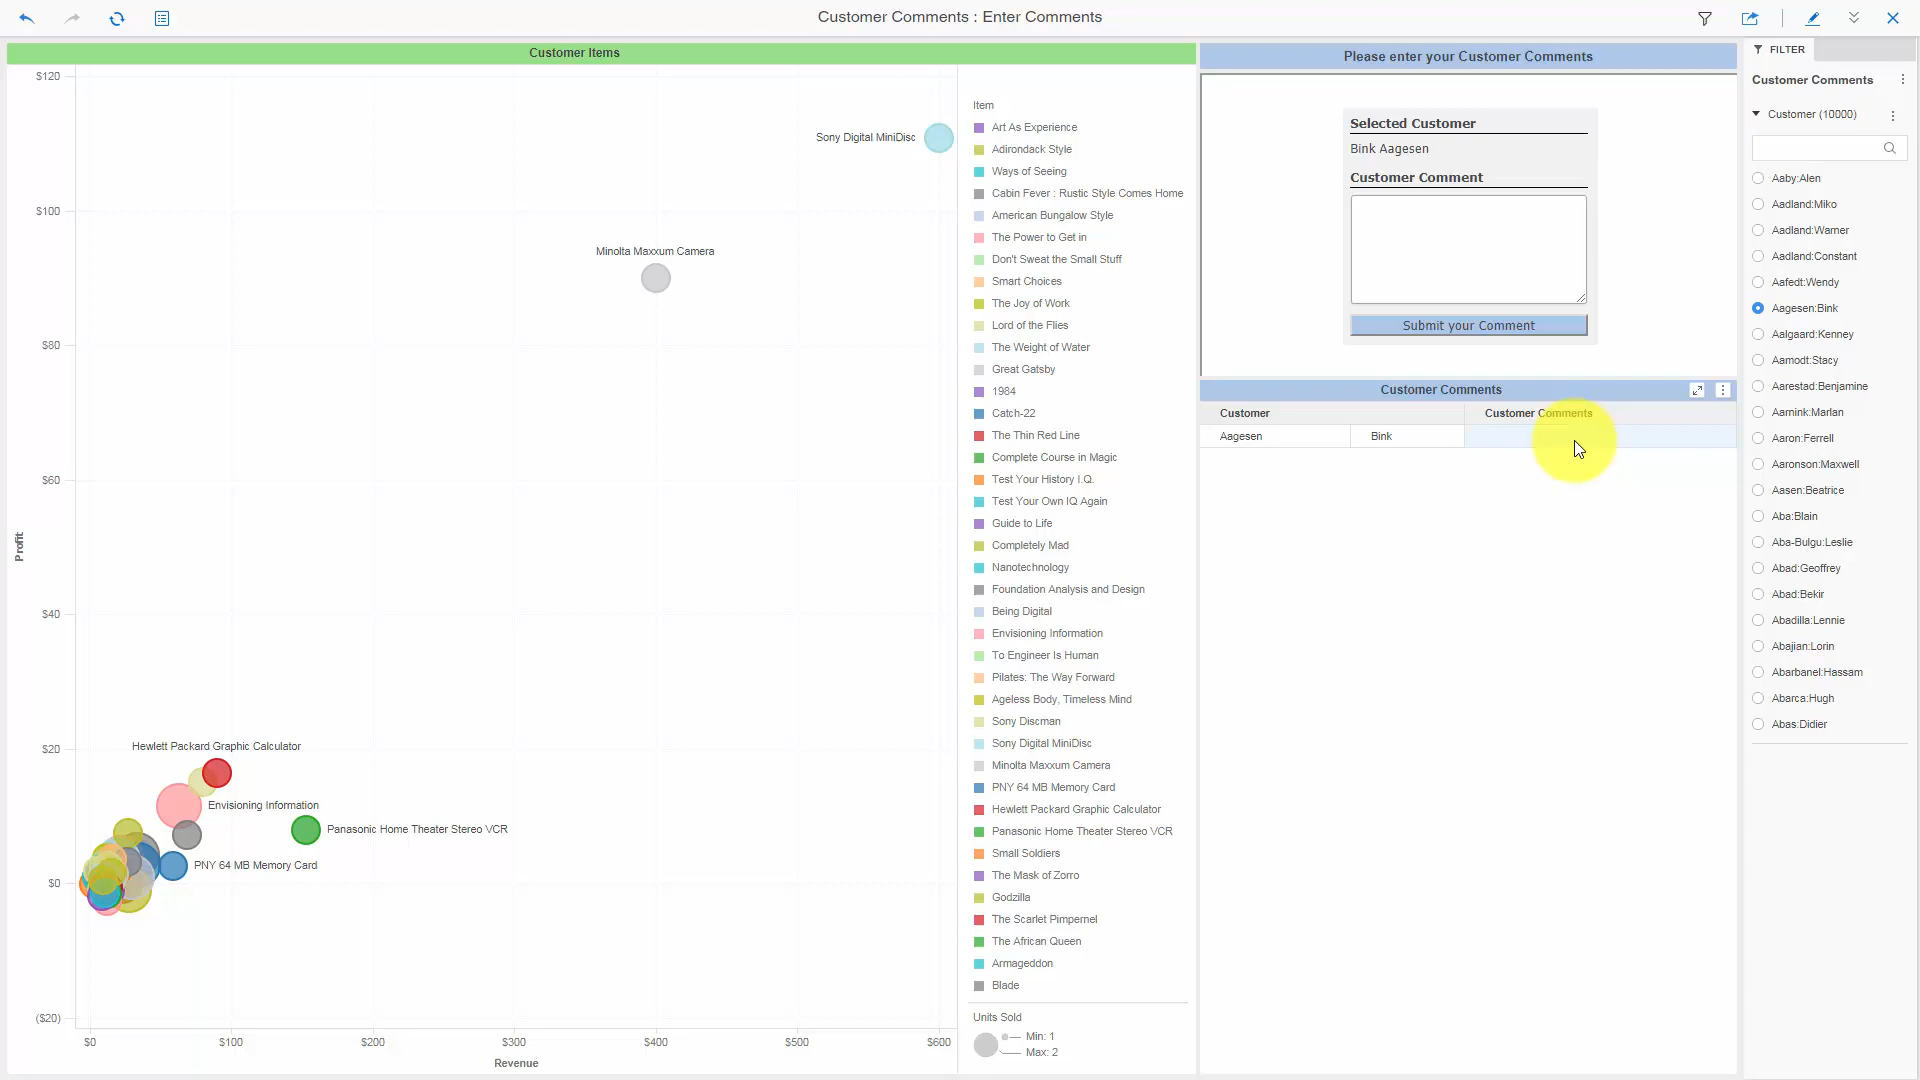 Customer Comments : Enter Comments
Customer Items
$120
$100
$80
$60
$40
$20
$0
($20)
Profit
$0
$100
$200
$300
$400
$500
$600
Revenue
Sony Digital MiniDisc
Minolta Maxxum Camera
Hewlett Packard Graphic Calculator
Envisioning Information
Panasonic Home Theater Stereo VCR
PNY 64 MB Memory Card
Item
Art As Experience
Adirondack Style
Ways of Seeing
Cabin Fever : Rustic Style Comes Home
American Bungalow Style
The Power to Get in
Don't Sweat the Small Stuff
Smart Choices
The Joy of Work
Lord of the Flies
The Weight of Water
Great Gatsby
1984
Catch-22
The Thin Red Line
Complete Course in Magic
Test Your History I.Q.
Test Your Own IQ Again
Guide to Life
Completely Mad
Nanotechnology
Foundation Analysis and Design
Being Digital
Envisioning Information
To Engineer Is Human
Pilates: The Way Forward
Ageless Body, Timeless Mind
Sony Discman
Sony Digital MiniDisc
Minolta Maxxum Camera
PNY 64 MB Memory Card
Hewlett Packard Graphic Calculator
Panasonic Home Theater Stereo VCR
Small Soldiers
The Mask of Zorro
Godzilla
The Scarlet Pimpernel
The African Queen
Armageddon
Blade
Units Sold
Min: 1
Max: 2
Please enter your Customer Comments
Selected Customer
Bink Aagesen
Customer Comment
Submit your Comment
Customer Comments
Customer Customer Comments
Aagesen Bink
FILTER
Customer Comments
Customer (10000)
Aaby:Alen
Aadland:Miko
Aadland:Warner
Aadland:Constant
Aafedt:Wendy
Aagesen:Bink
Aalgaard:Kenney
Aamodt:Stacy
Aarestad:Benjamine
Aarnink:Marlan
Aaron:Ferrell
Aaronson:Maxwell
Aasen:Beatrice
Aba:Blain
Aba-Bulgu:Leslie
Abad:Geoffrey
Abad:Bekir
Abadilla:Lennie
Abajian:Lorin
Abarbanel:Hassam
Abarca:Hugh
Abas:Didier